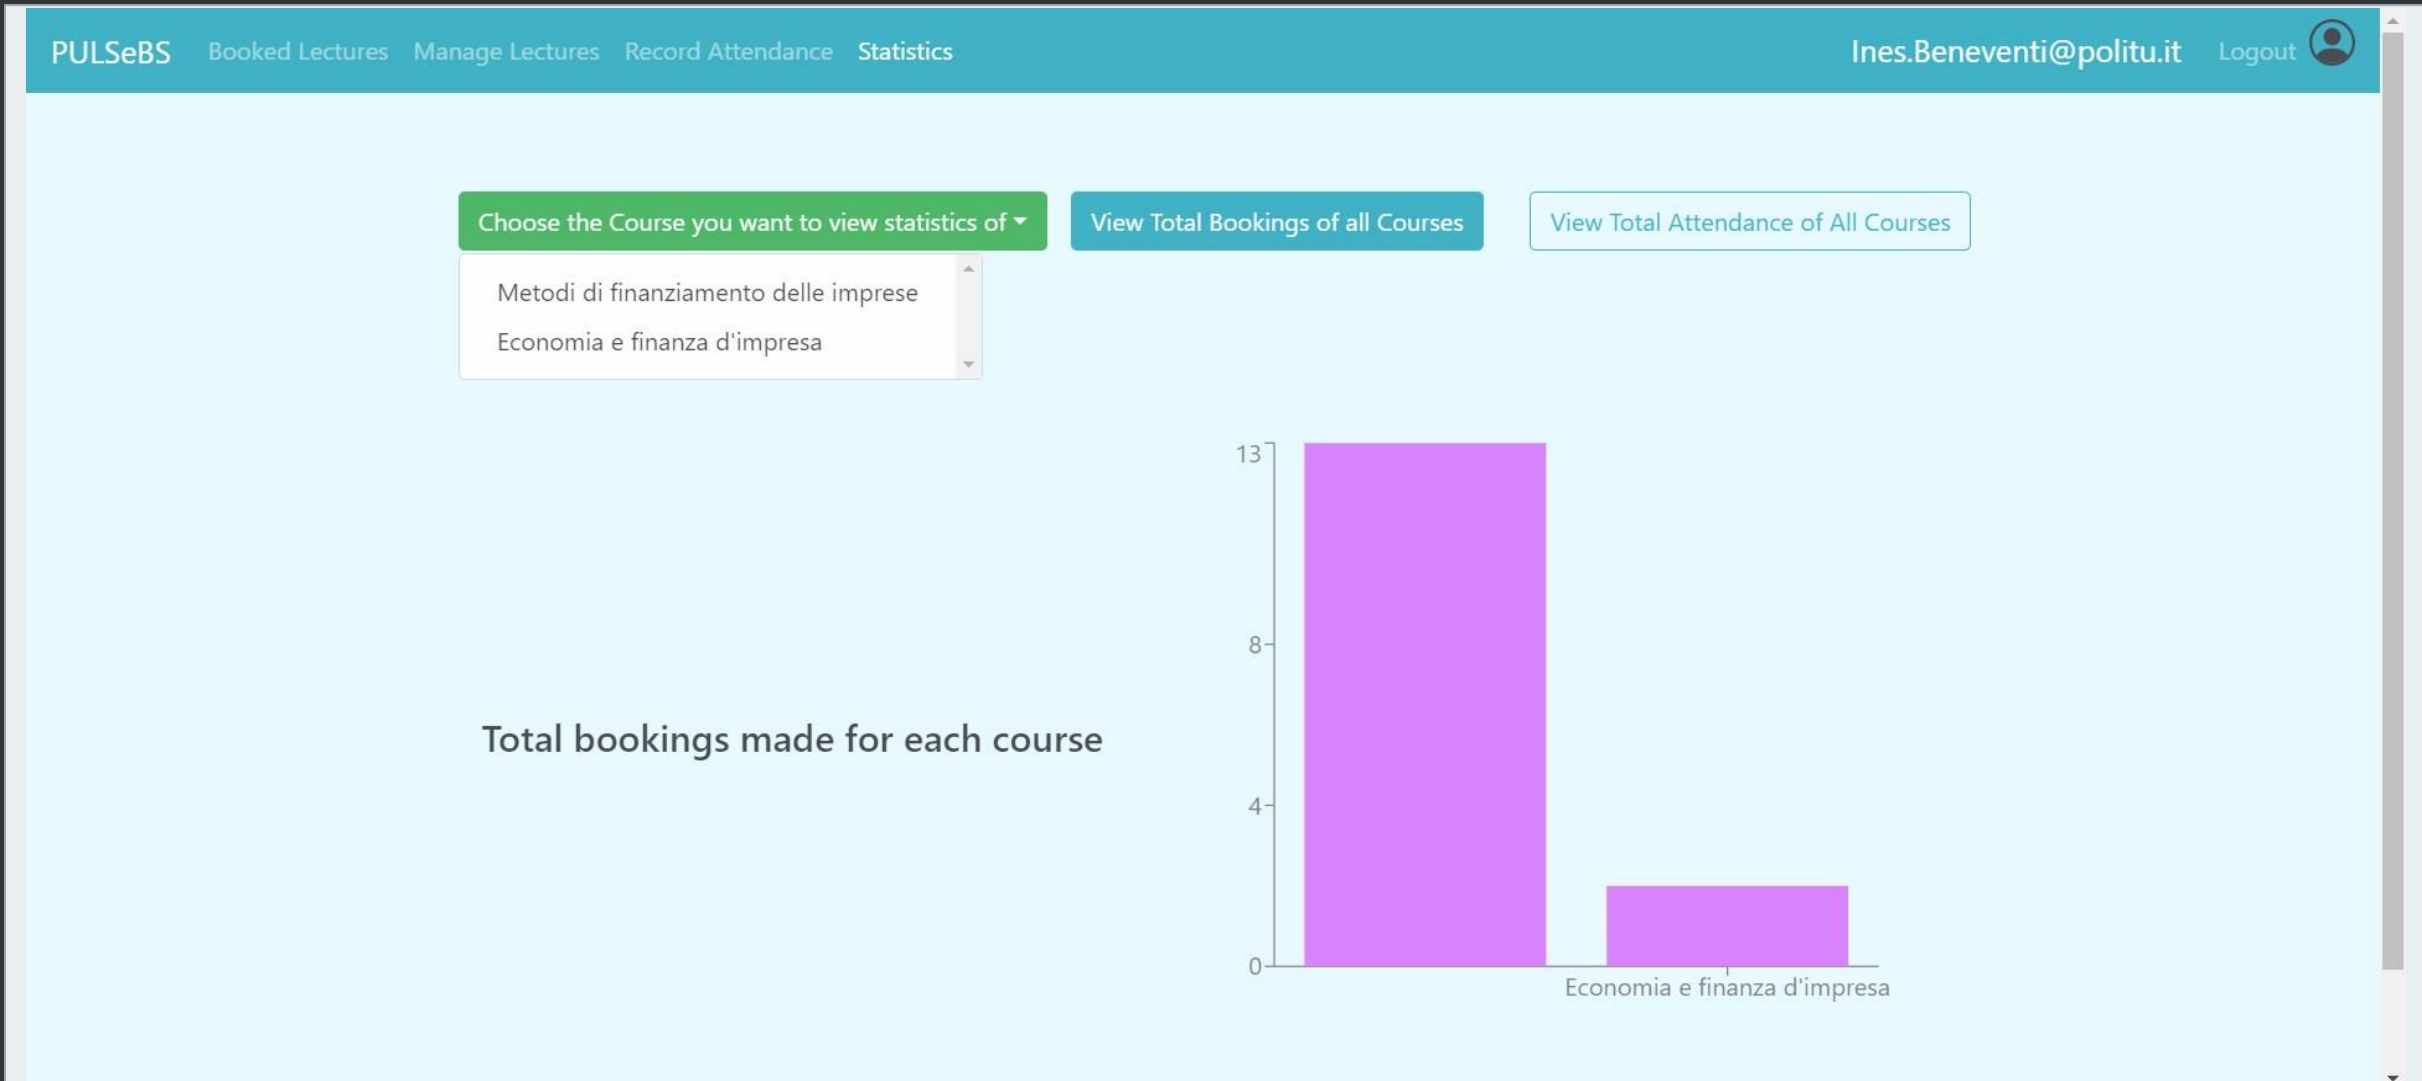 PULSeBS Booked Lectures Manage Lectures Record Attendance Statistics Ines.Beneventi@politu.it Logout
Choose the Course you want to view statistics of View Total Bookings of all Courses View Total Attendance of All Courses
Metodi di finanziamento delle imprese
Economia e finanza d'impresa
13
8
Total bookings made for each course
4
0
Economia e finanza d'impresa